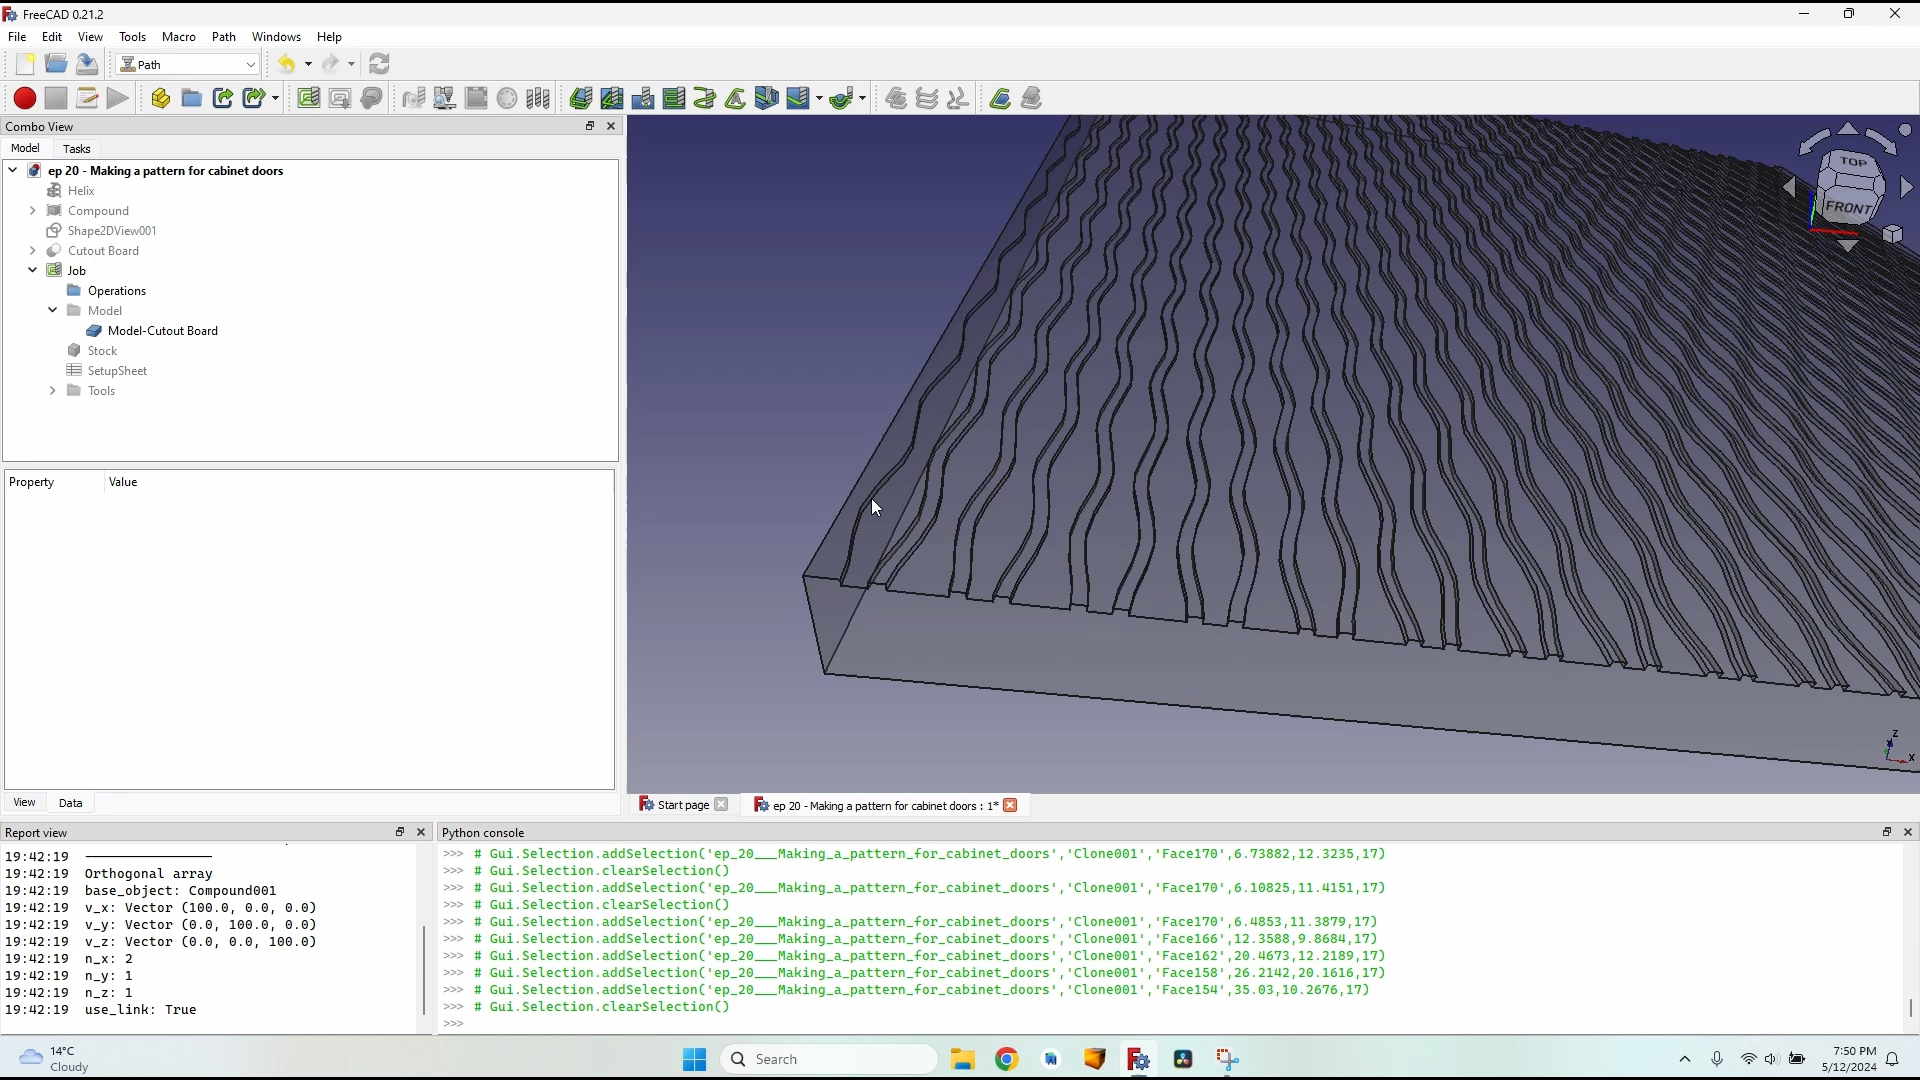 FreeCAD 0.21.2
File Edit View Tools Macro Path Windows Help
Path
Combo View
Model Tasks
ep 20 - Making a pattern for cabinet doors
Helix
Compound
Shape2DView001
Cutout Board
Job
Operations
Model
Model-Cutout Board
Stock
SetupSheet
Tools
Property Value
View Data
TOP
FRONT
Z
X
Start page
ep 20 - Making a pattern for cabinet doors : 1*
Report view
19:42:19
19:42:19 Orthogonal array
19:42:19 base_object: Compound001
19:42:19 v_x: Vector (100.0, 0.0, 0.0)
19:42:19 v_y: Vector (0.0, 100.0, 0.0)
19:42:19 v_z: Vector (0.0, 0.0, 100.0)
19:42:19 n_x: 2
19:42:19 n_y: 1
19:42:19 n_z: 1
19:42:19 use_link: True
Python console
>>> # Gui.Selection.addSelection('ep_20___Making_a_pattern_for_cabinet_doors','Clone001','Face170',6.73882,12.3235,17)
>>> # Gui.Selection.clearSelection()
>>> # Gui.Selection.addSelection('ep_20___Making_a_pattern_for_cabinet_doors','Clone001','Face170',6.10825,11.4151,17)
>>> # Gui.Selection.clearSelection()
>>> # Gui.Selection.addSelection('ep_20___Making_a_pattern_for_cabinet_doors','Clone001','Face170',6.4853,11.3879,17)
>>> # Gui.Selection.addSelection('ep_20___Making_a_pattern_for_cabinet_doors','Clone001','Face166',12.3588,9.8684,17)
>>> # Gui.Selection.addSelection('ep_20___Making_a_pattern_for_cabinet_doors','Clone001','Face162',20.4673,12.2189,17)
>>> # Gui.Selection.addSelection('ep_20___Making_a_pattern_for_cabinet_doors','Clone001','Face158',26.2142,20.1616,17)
>>> # Gui.Selection.addSelection('ep_20___Making_a_pattern_for_cabinet_doors','Clone001','Face154',35.03,10.2676,17)
>>> # Gui.Selection.clearSelection()
>>>
14°C
Cloudy
Search
7:50 PM
5/12/2024